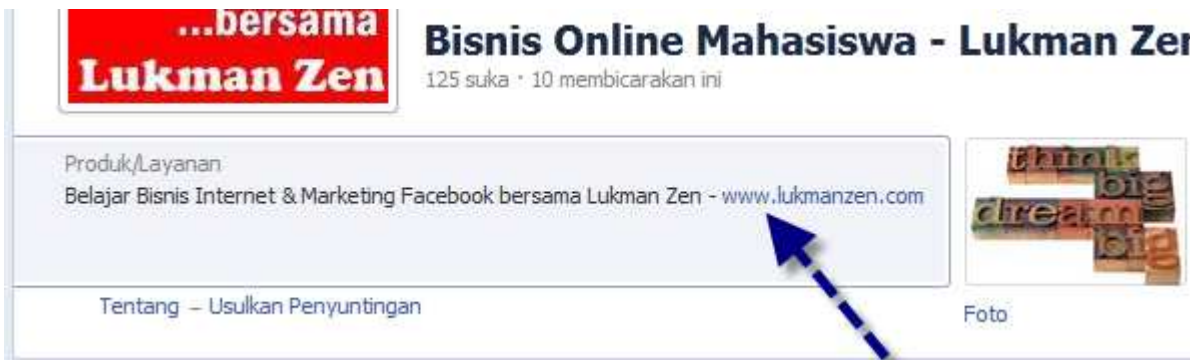 ...bersama
Lukman Zen
Bisnis Online Mahasiswa - Lukman Zen
125 suka · 10 membicarakan ini
Produk/Layanan
Belajar Bisnis Internet & Marketing Facebook bersama Lukman Zen - www.lukmanzen.com
think
big
dream
big
Tentang – Usulkan Penyuntingan
Foto